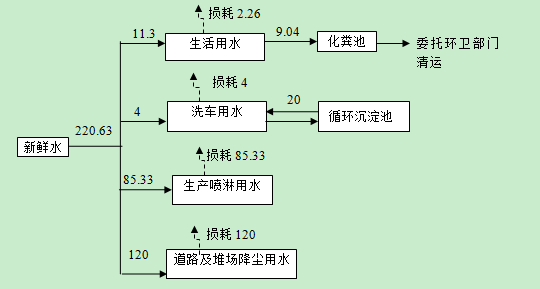 损耗 2.26
11.3
生活用水
9.04
化粪池
委托环卫部门
清运
损耗 4
4
洗车用水
20
循环沉淀池
新鲜水
220.63
损耗 85.33
85.33
生产喷淋用水
损耗 120
120
道路及堆场降尘用水